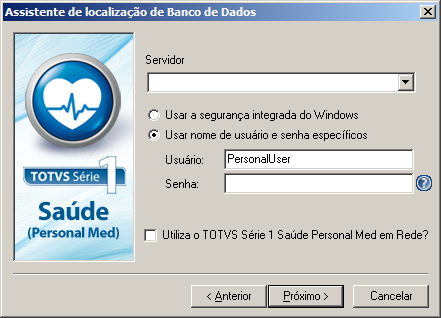 Assistente de localização de Banco de Dados
Servidor
Usar a segurança integrada do Windows
Usar nome de usuário e senha específicos
Usuário: PersonalUser
Senha:
TOTVS Série 1
Saúde
(Personal Med)
Utiliza o TOTVS Série 1 Saúde Personal Med em Rede?
< Anterior Próximo > Cancelar